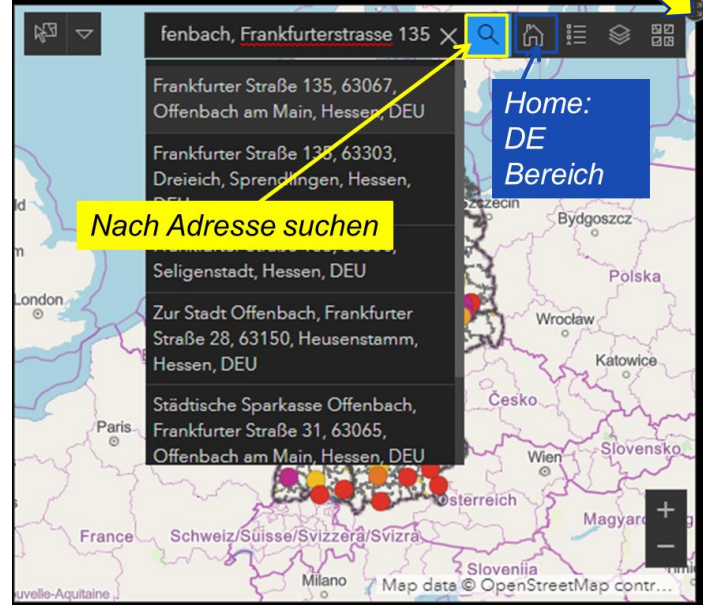 fenbach, Frankfurterstrasse 135
Frankfurter Straße 135, 63067,
Offenbach am Main, Hessen, DEU
Frankfurter Straße 135, 63303,
Dreieich, Sprendlingen, Hessen,
DEU
Seligenstadt, Hessen, DEU
Zur Stadt Offenbach, Frankfurter
Straße 28, 63150, Heusenstamm,
Hessen, DEU
Städtische Sparkasse Offenbach,
Frankfurter Straße 31, 63065,
Offenbach am Main, Hessen, DEU
Home:
DE
Bereich
Nach Adresse suchen
Szczecin
Bydgoszcz
Polska
London
Wrocław
Katowice
Česko
Paris
Wien
Slovensko
Österreich
France
Schweiz/Suisse/Svizzera/Svizra
Slovenija
Milano
Map data © OpenStreetMap contr...